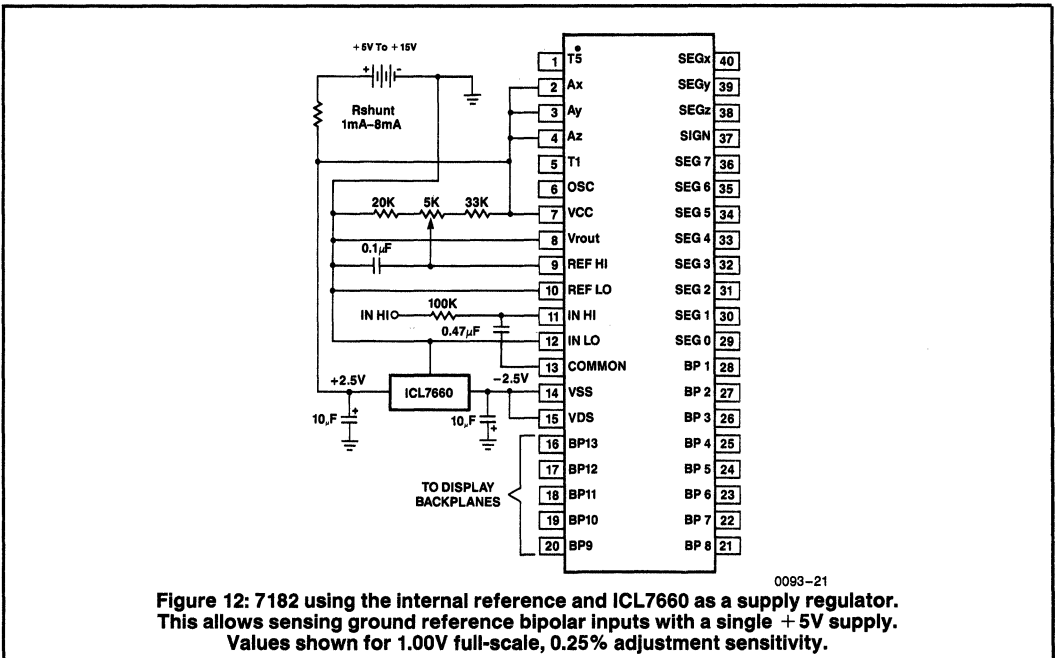 +5V To +15V
+ -
Rshunt
1mA–8mA
20K 5K 33K
0.1µF
100K
IN HI
0.47µF
+2.5V
ICL7660
−2.5V
10µF +
10µF +
TO DISPLAY
BACKPLANES
1 T5 SEGx 40
2 Ax SEGy 39
3 Ay SEGz 38
4 Az SIGN 37
5 T1 SEG 7 36
6 OSC SEG 6 35
7 VCC SEG 5 34
8 Vrout SEG 4 33
9 REF HI SEG 3 32
10 REF LO SEG 2 31
11 IN HI SEG 1 30
12 IN LO SEG 0 29
13 COMMON BP 1 28
14 VSS BP 2 27
15 VDS BP 3 26
16 BP13 BP 4 25
17 BP12 BP 5 24
18 BP11 BP 6 23
19 BP10 BP 7 22
20 BP9 BP 8 21
0093–21
Figure 12: 7182 using the internal reference and ICL7660 as a supply regulator.
This allows sensing ground reference bipolar inputs with a single +5V supply.
Values shown for 1.00V full-scale, 0.25% adjustment sensitivity.